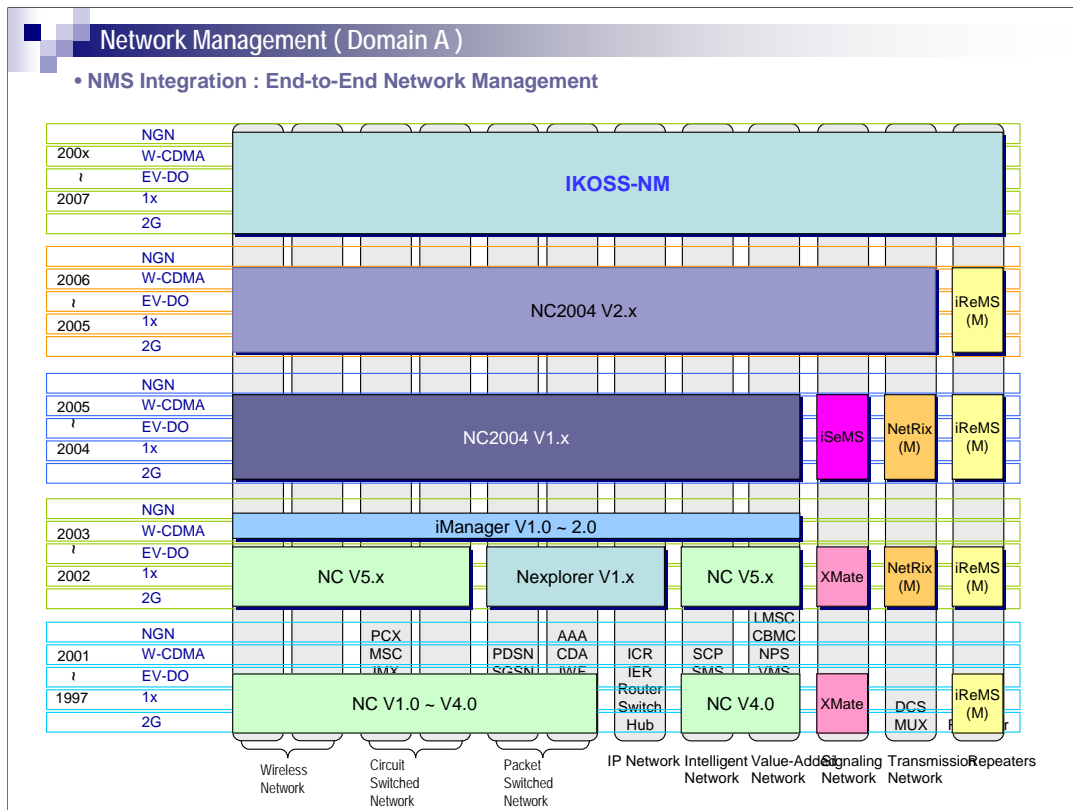 Network Management ( Domain A )
• NMS Integration : End-to-End Network Management
NGN
200x W-CDMA
~ EV-DO
2007 1x
2G
IKOSS-NM
NGN
2006 W-CDMA
~ EV-DO
2005 1x
2G
NC2004 V2.x
iReMS
(M)
NGN
2005 W-CDMA
~ EV-DO
2004 1x
2G
NC2004 V1.x
iSeMS
NetRix
(M)
iReMS
(M)
NGN
2003 W-CDMA
~ EV-DO
2002 1x
2G
iManager V1.0 ~ 2.0
NC V5.x
Nexplorer V1.x
NC V5.x
XMate
NetRix
(M)
iReMS
(M)
NGN
2001 W-CDMA
~ EV-DO
1997 1x
2G
PCX
MSC
IMX
PDSN
SGSN
AAA
CDA
IWF
ICR
IER
Router
Switch
Hub
SCP
SMS
LMSC
CBMC
NPS
VMS
NC V1.0 ~ V4.0
NC V4.0
XMate
DCS
MUX
iReMS
(M)
Wireless
Network
Circuit
Switched
Network
Packet
Switched
Network
IP Network
Intelligent
Network
Value-Added
Network
Signaling
Network
Transmission
Network
Repeaters